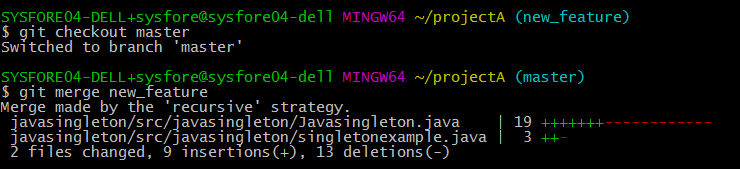 SYSFORE04-DELL+sysfore@sysfore04-dell MINGW64 ~/projectA (new_feature)
$ git checkout master
Switched to branch 'master'
SYSFORE04-DELL+sysfore@sysfore04-dell MINGW64 ~/projectA (master)
$ git merge new_feature
Merge made by the 'recursive' strategy.
 javasingleton/src/javasingleton/Javasingleton.java    | 19 +++++++------------
 javasingleton/src/javasingleton/singletonexample.java |  3 ++-
 2 files changed, 9 insertions(+), 13 deletions(-)